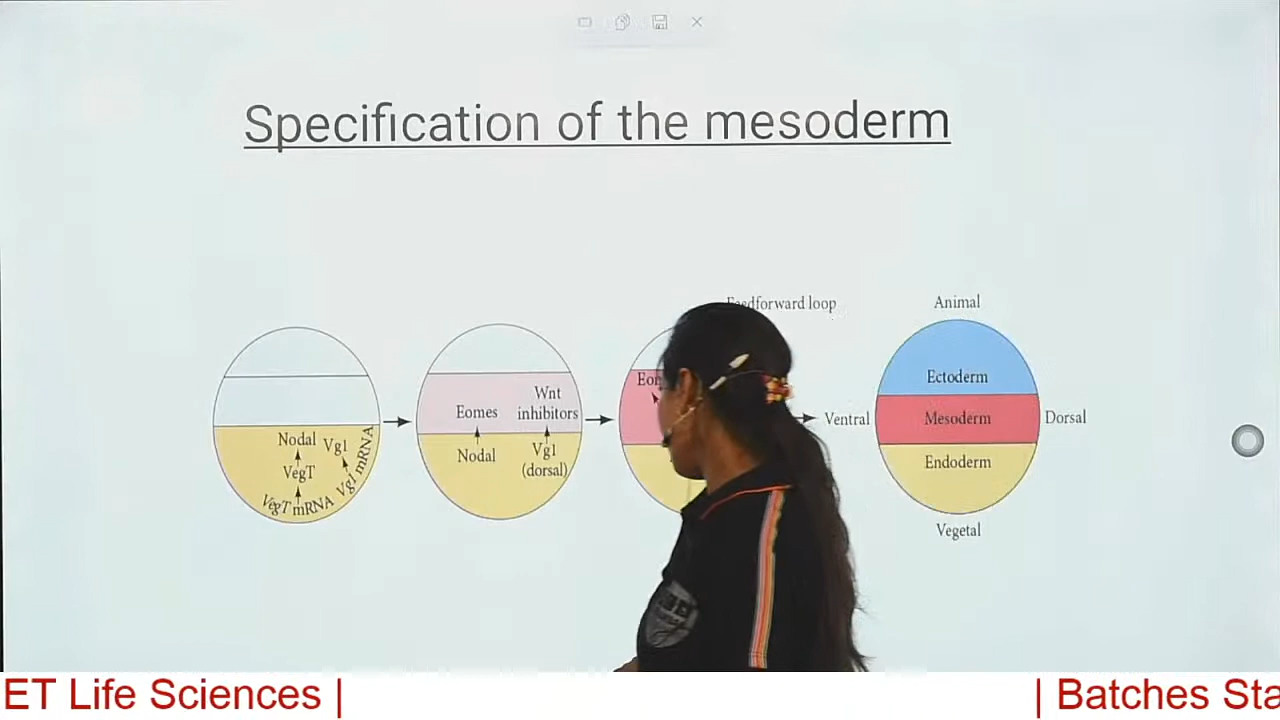 Specification of the mesoderm
Feedforward loop
Animal
Nodal
Vg1
VegT
VegT mRNA
Vg1 mRNA
Eomes
Wnt
inhibitors
Nodal
Vg1
(dorsal)
Ventral
Ectoderm
Mesoderm
Endoderm
Dorsal
Vegetal
ET Life Sciences |
| Batches Sta